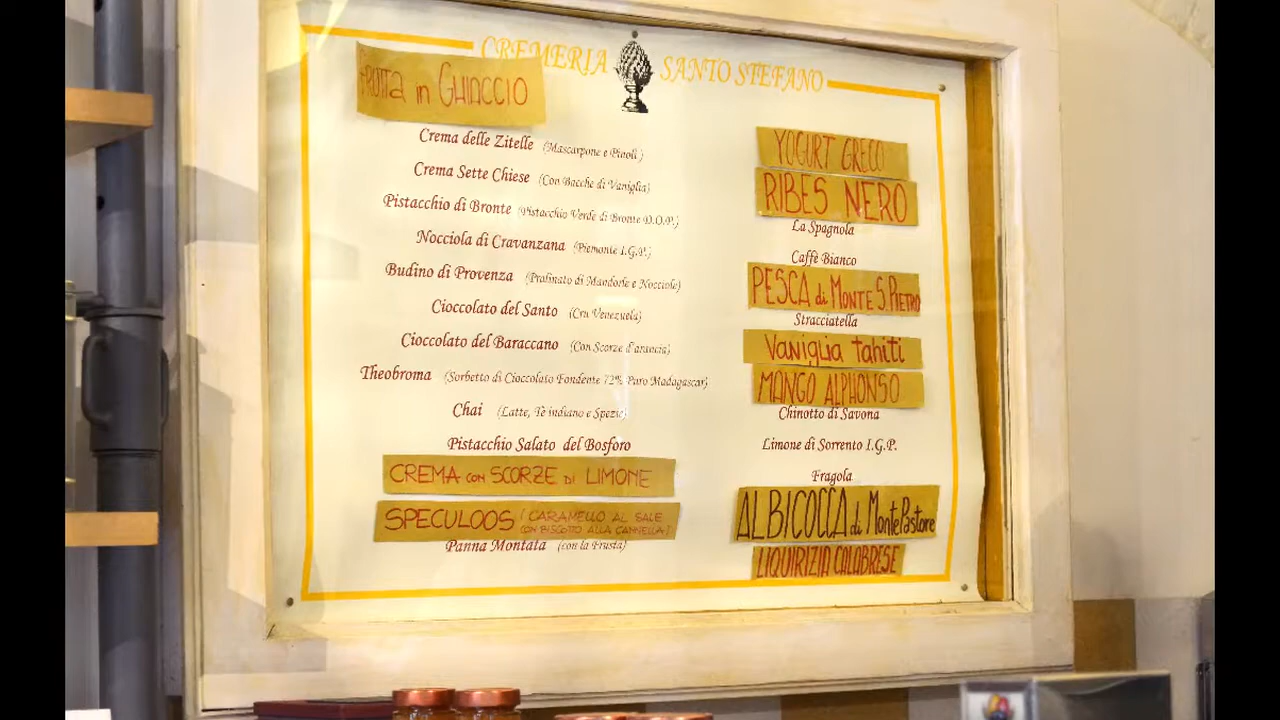 CREMERIA SANTO STEFANO
FRUTTA in GHIACCIO
Crema delle Zitelle (Mascarpone e Pinoli)
Crema Sette Chiese (Con Bacche di Vaniglia)
Pistacchio di Bronte (Pistacchio Verde di Bronte D.O.P.)
Nocciola di Cravanzana (Piemonte I.G.P.)
Budino di Provenza (Pralinato di Mandorle e Nocciole)
Cioccolato del Santo (Cru Venezuela)
Cioccolato del Baraccano (Con Scorze d'arancia)
Theobroma (Sorbetto di Cioccolato Fondente 72% Puro Madagascar)
Chai (Latte, Tè indiano e Spezie)
Pistacchio Salato del Bosforo
CREMA con SCORZE DI LIMONE
SPECULOOS (CARAMELLO AL SALE
CON BISCOTTO ALLA CANNELLA)
Panna Montata (con la Frusta)
YOGURT GRECO
RIBES NERO
La Spagnola
Caffè Bianco
PESCA di MONTE S. PIETRO
Stracciatella
Vaniglia tahiti
MANGO ALPHONSO
Chinotto di Savona
Limone di Sorrento I.G.P.
Fragola
ALBICOCCA di MontePastore
LIQUIRIZIA CALABRESE